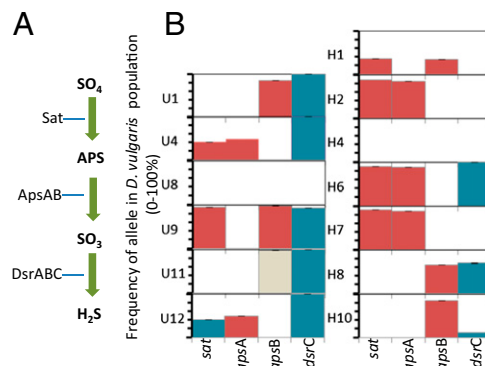 A
SO4
Sat
APS
ApsAB
SO3
DsrABC
H2S
B
Frequency of allele in D. vulgaris population
(0-100%)
U1
U4
U8
U9
U11
U12
sat
apsA
apsB
dsrC
H1
H2
H4
H6
H7
H8
H10
sat
apsA
apsB
dsrC